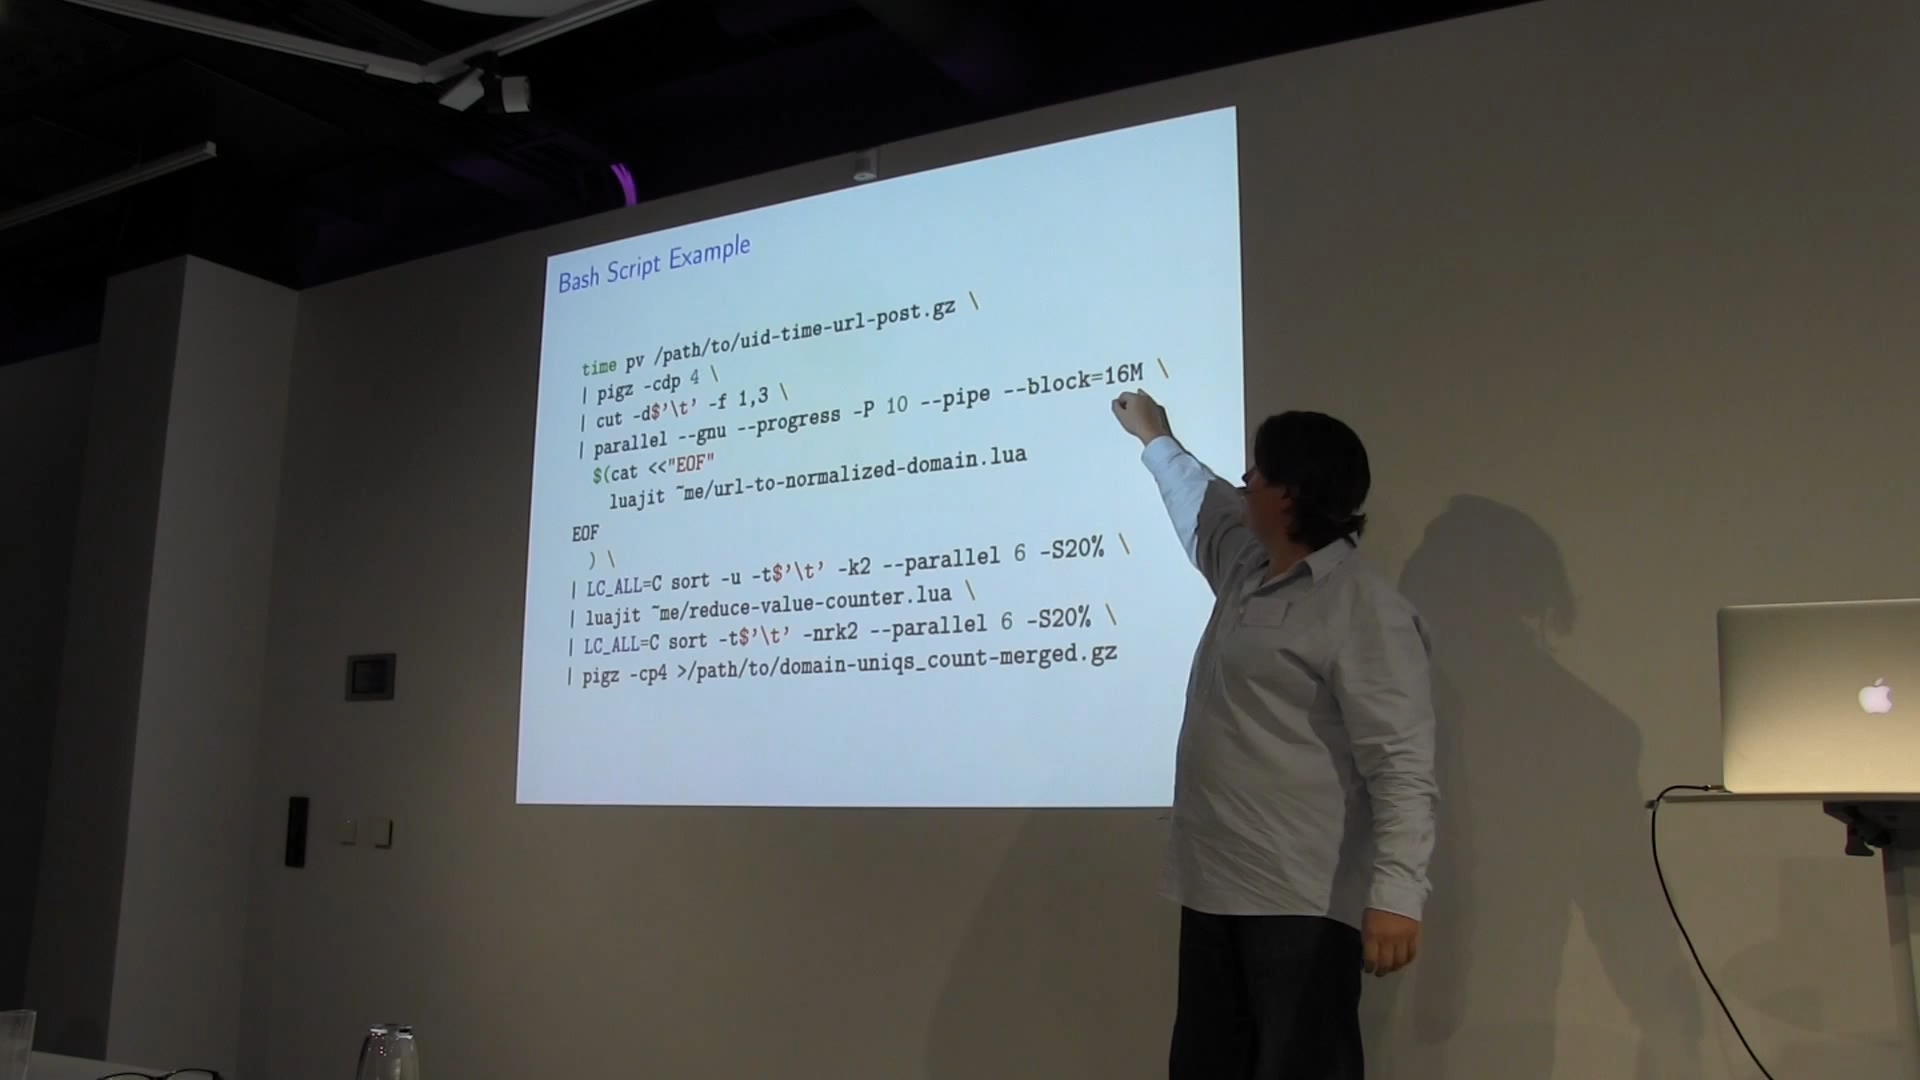 Bash Script Example
time pv /path/to/uid-time-url-post.gz \
| pigz -cdp 4 \
| cut -d$'\t' -f 1,3 \
| parallel --gnu --progress -P 10 --pipe --block=16M \
$(cat <<"EOF"
luajit ~me/url-to-normalized-domain.lua
EOF
) \
| LC_ALL=C sort -u -t$'\t' -k2 --parallel 6 -S20% \
| luajit ~me/reduce-value-counter.lua \
| LC_ALL=C sort -t$'\t' -nrk2 --parallel 6 -S20% \
| pigz -cp4 >/path/to/domain-uniqs_count-merged.gz